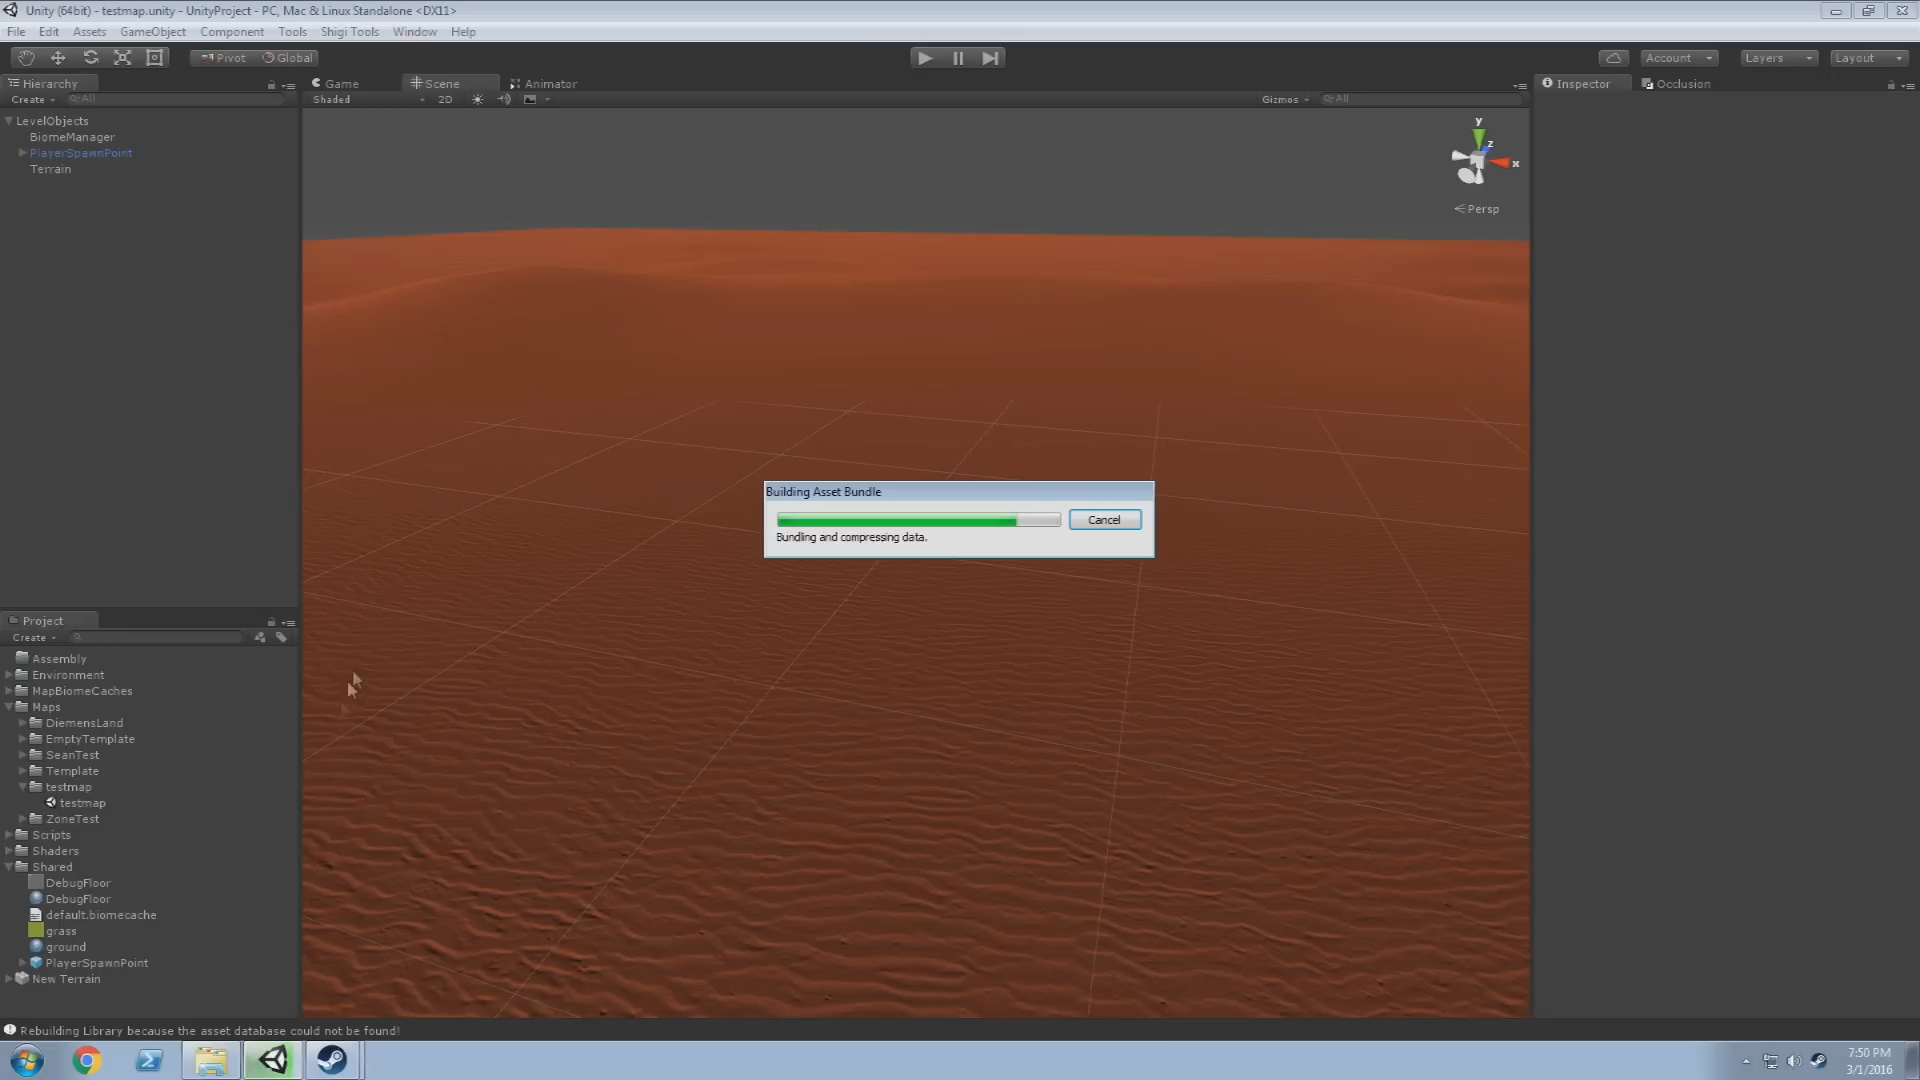 Unity (64bit) - testmap.unity - UnityProject - PC, Mac & Linux Standalone <DX11>
File Edit Assets GameObject Component Tools Shigi Tools Window Help
Pivot Global Account Layers Layout
Hierarchy Game Scene Animator Inspector Occlusion
Create All Shaded 2D Gizmos All
LevelObjects
BiomeManager
PlayerSpawnPoint
Terrain
y
z
x
Persp
Building Asset Bundle
Cancel
Bundling and compressing data.
Project
Create
Assembly
Environment
MapBiomeCaches
Maps
DiemensLand
EmptyTemplate
SeanTest
Template
testmap
testmap
ZoneTest
Scripts
Shaders
Shared
DebugFloor
DebugFloor
default.biomecache
grass
ground
PlayerSpawnPoint
New Terrain
Rebuilding Library because the asset database could not be found!
7:50 PM
3/1/2016